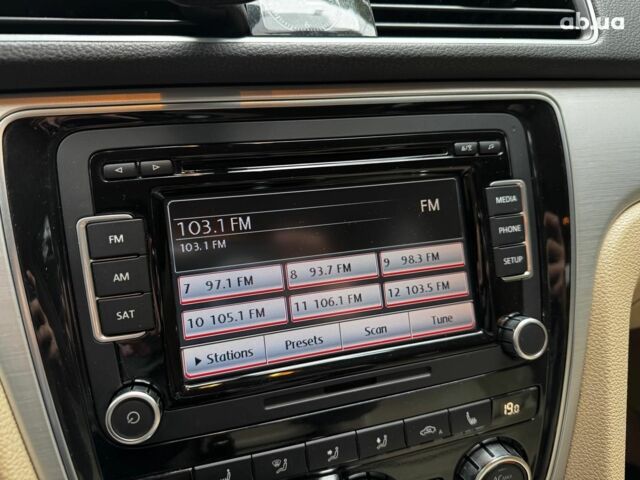 ab.ua
103.1 FM
FM
103.1 FM
7 97.1 FM 8 93.7 FM 9 98.3 FM
10 105.1 FM 11 106.1 FM 12 103.5 FM
Stations Presets Scan Tune
FM
AM
SAT
MEDIA
PHONE
SETUP
19.0